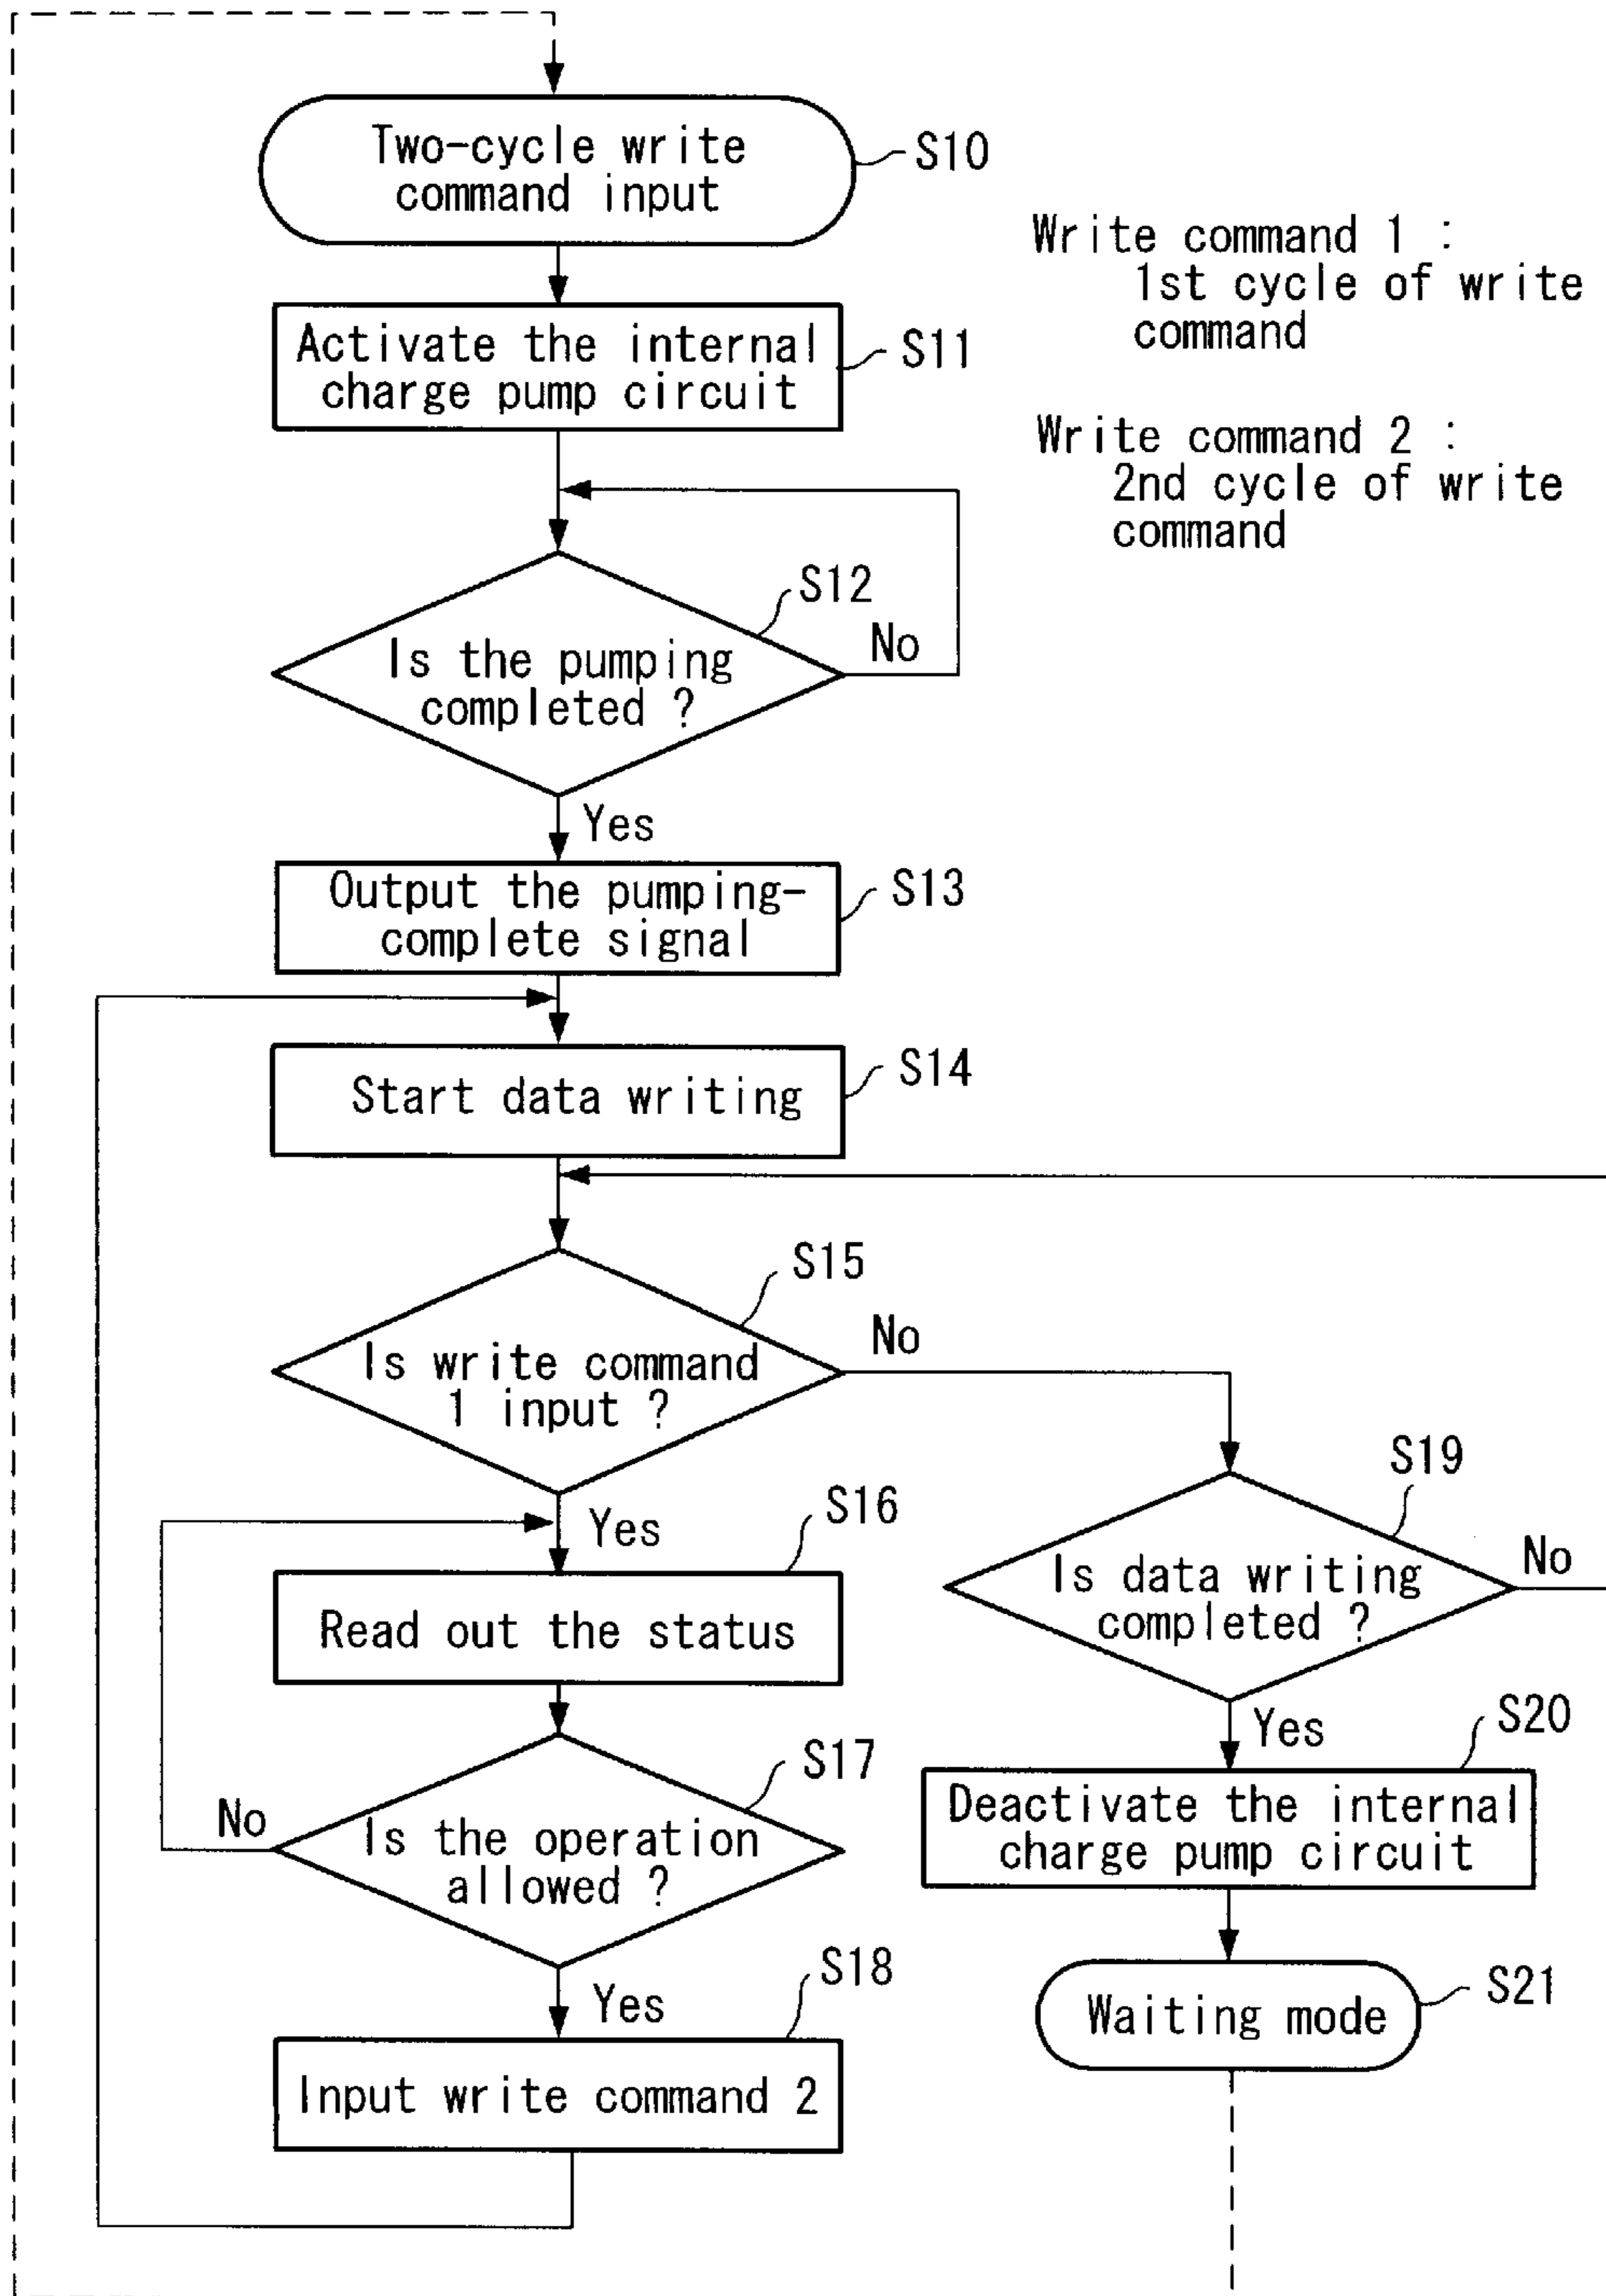 Two-cycle write
command input
S10
Write command 1 :
1st cycle of write
command
Activate the internal
charge pump circuit
S11
Write command 2 :
2nd cycle of write
command
S12
Is the pumping
completed ?
No
Yes
Output the pumping-
complete signal
S13
Start data writing
S14
S15
Is write command
1 input ?
No
Yes
S16
Read out the status
S19
Is data writing
completed ?
No
S17
Is the operation
allowed ?
No
Yes
S20
Deactivate the internal
charge pump circuit
Yes
S18
Input write command 2
Waiting mode
S21